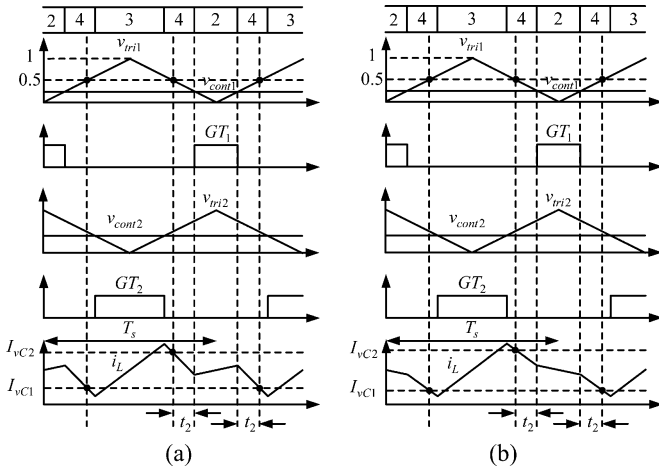 2 4 3 4 2 4 3
v_tri1
1
0.5
v_cont1
GT_1
v_tri2
v_cont2
GT_2
T_s
I_vC2
i_L
I_vC1
t_2 t_2
(a)
2 4 3 4 2 4 3
v_tri1
1
0.5
v_cont1
GT_1
v_tri2
v_cont2
GT_2
T_s
I_vC2
i_L
I_vC1
t_2 t_2
(b)